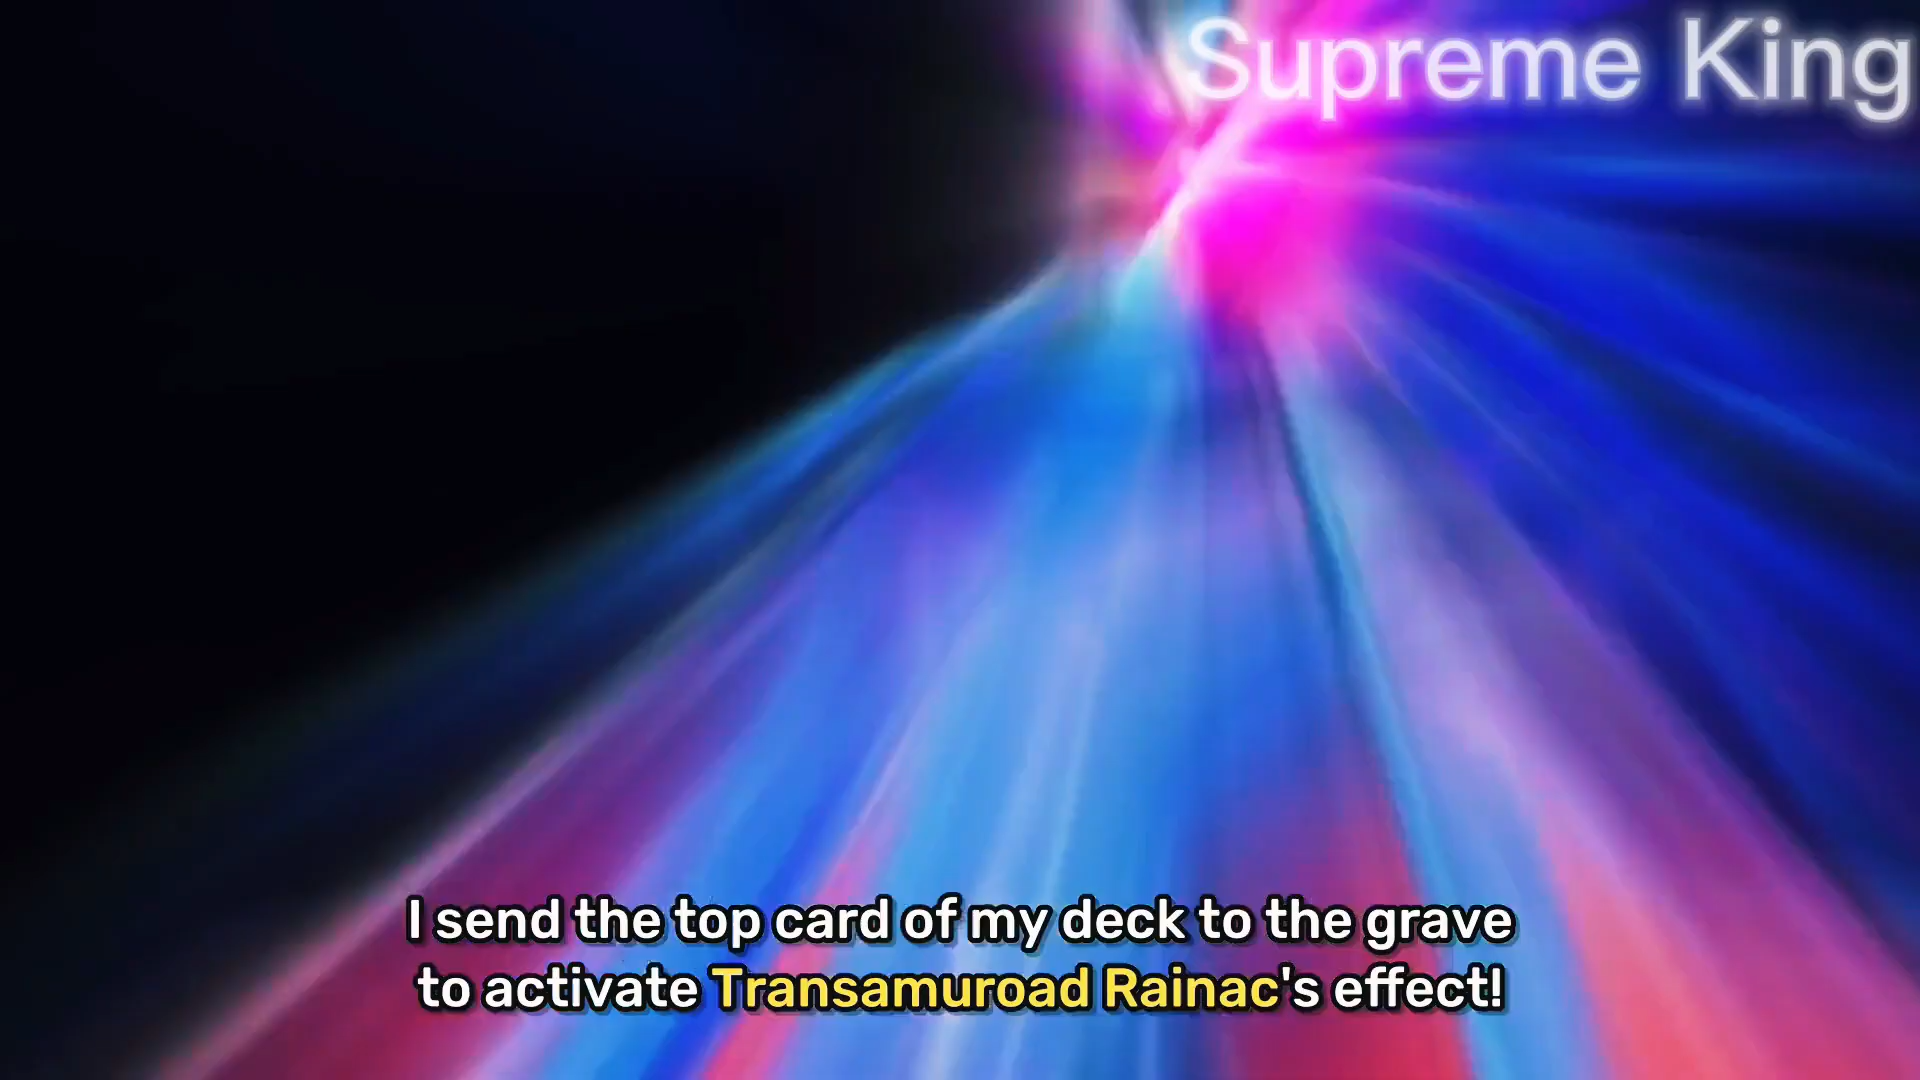 Supreme King
I send the top card of my deck to the grave
to activate Transamuroad Rainac's effect!